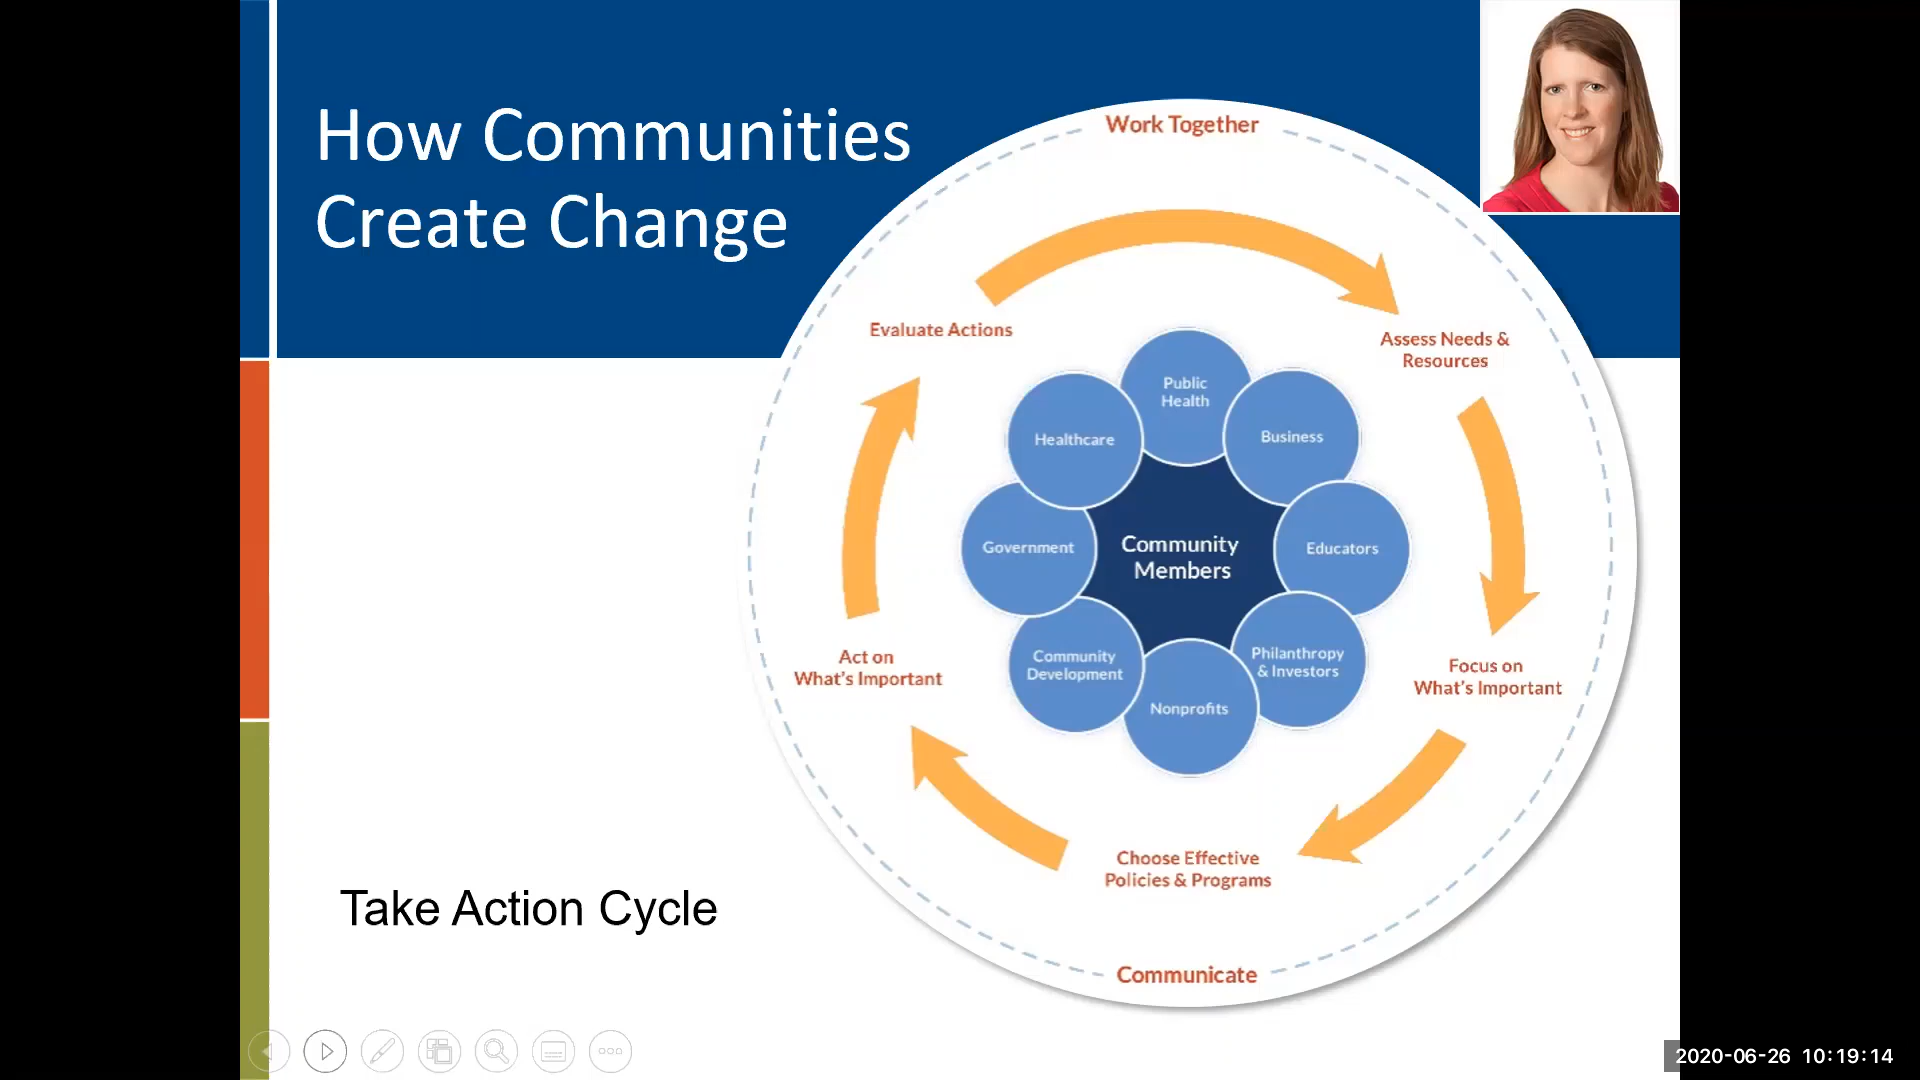 How Communities
Create Change
Work Together
Evaluate Actions
Assess Needs &
Resources
Public
Health
Healthcare
Business
Government
Community
Members
Educators
Community
Development
Philanthropy
& Investors
Nonprofits
Act on
What's Important
Focus on
What's Important
Choose Effective
Policies & Programs
Take Action Cycle
Communicate
2020-06-26 10:19:14